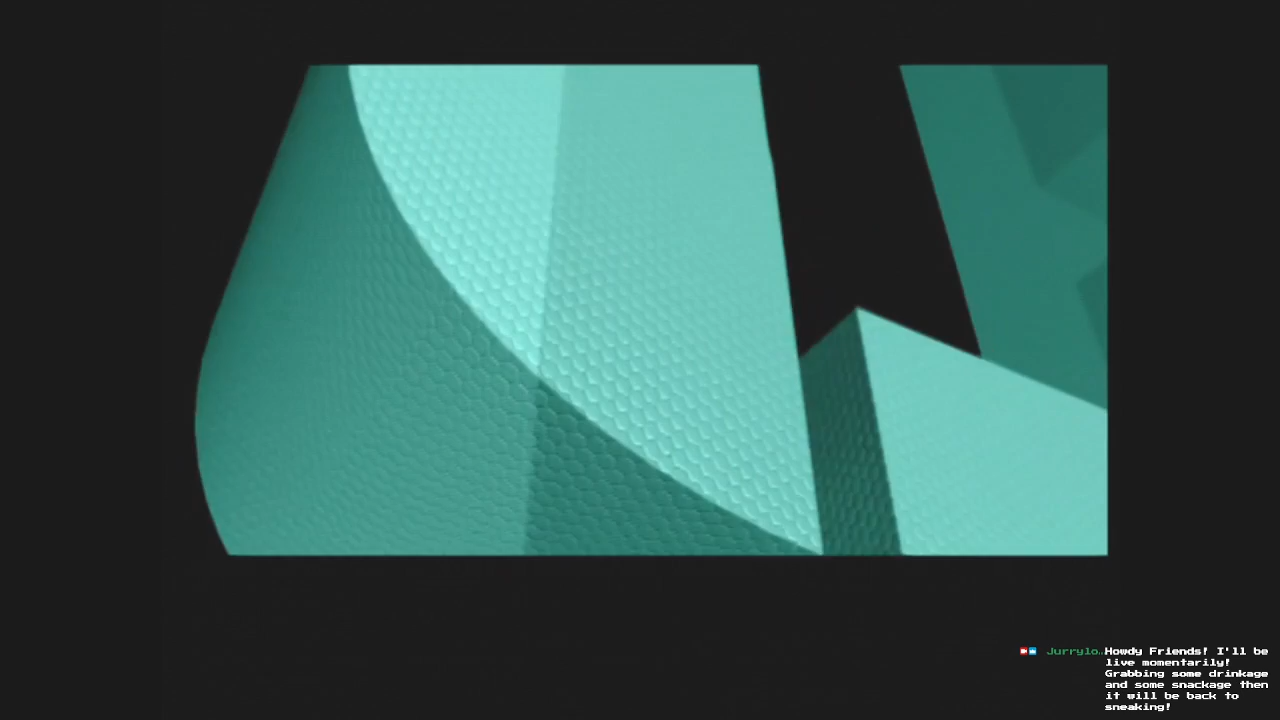 Jurrylo…Howdy Friends! I'll be
live momentarily!
Grabbing some drinkage
and some snackage then
it will be back to
sneaking!